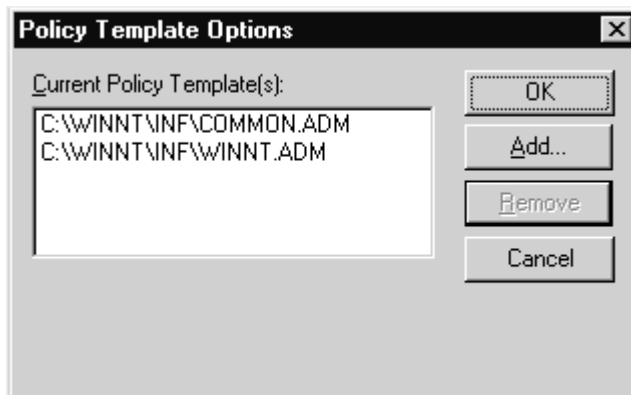 Policy Template Options
Current Policy Template(s):
C:\WINNT\INF\COMMON.ADM
C:\WINNT\INF\WINNT.ADM
OK
Add...
Remove
Cancel